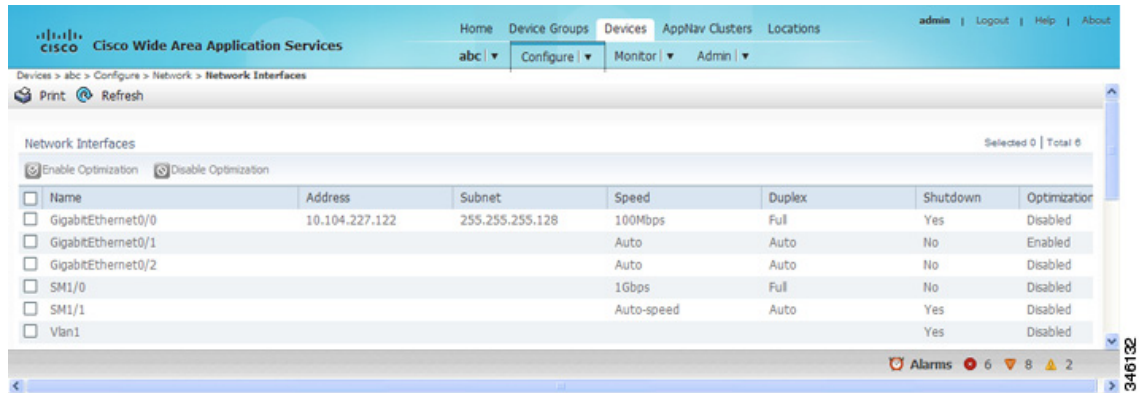 Home Device Groups Devices AppNav Clusters Locations
admin | Logout | Help | About
cisco Cisco Wide Area Application Services
abc | Configure | Monitor | Admin |
Devices > abc > Configure > Network > Network Interfaces
Print Refresh
Network Interfaces
Selected 0 | Total 6
Enable Optimization Disable Optimization
Name Address Subnet Speed Duplex Shutdown Optimization
GigabitEthernet0/0 10.104.227.122 255.255.255.128 100Mbps Full Yes Disabled
GigabitEthernet0/1 Auto Auto No Enabled
GigabitEthernet0/2 Auto Auto No Disabled
SM1/0 1Gbps Full No Disabled
SM1/1 Auto-speed Auto Yes Disabled
Vlan1 Yes Disabled
Alarms 6 8 2
346132